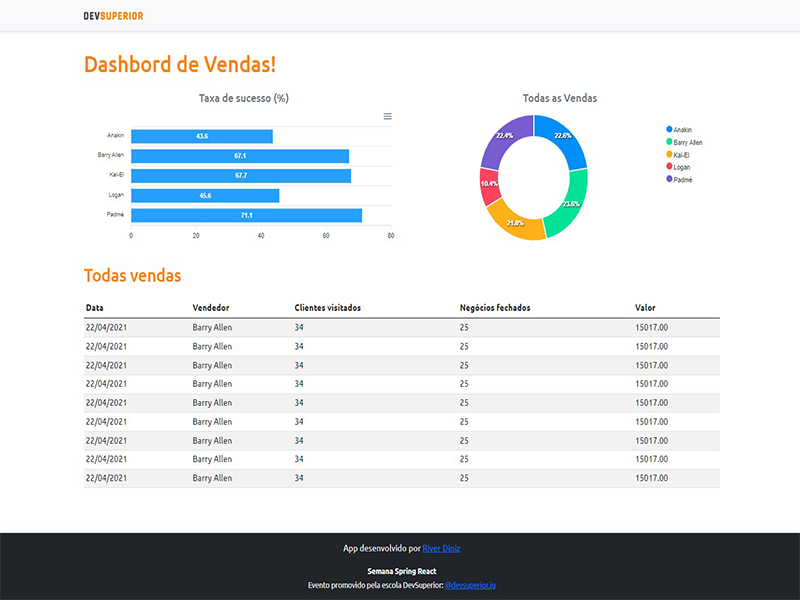 DEVSUPERIOR
Dashbord de Vendas!
Taxa de sucesso (%)
Anakin 43.6
Barry Allen 67.1
Kal-El 67.7
Logan 45.6
Padmé 71.1
0 20 40 60 80
Todas as Vendas
22.4% 22.6%
10.4% 23.6%
21.0%
Anakin
Barry Allen
Kal-El
Logan
Padmé
Todas vendas
Data Vendedor Clientes visitados Negócios fechados Valor
22/04/2021 Barry Allen 34 25 15017.00
22/04/2021 Barry Allen 34 25 15017.00
22/04/2021 Barry Allen 34 25 15017.00
22/04/2021 Barry Allen 34 25 15017.00
22/04/2021 Barry Allen 34 25 15017.00
22/04/2021 Barry Allen 34 25 15017.00
22/04/2021 Barry Allen 34 25 15017.00
22/04/2021 Barry Allen 34 25 15017.00
22/04/2021 Barry Allen 34 25 15017.00
App desenvolvido por River Diniz
Semana Spring React
Evento promovido pela escola DevSuperior: @devsuperior.ig